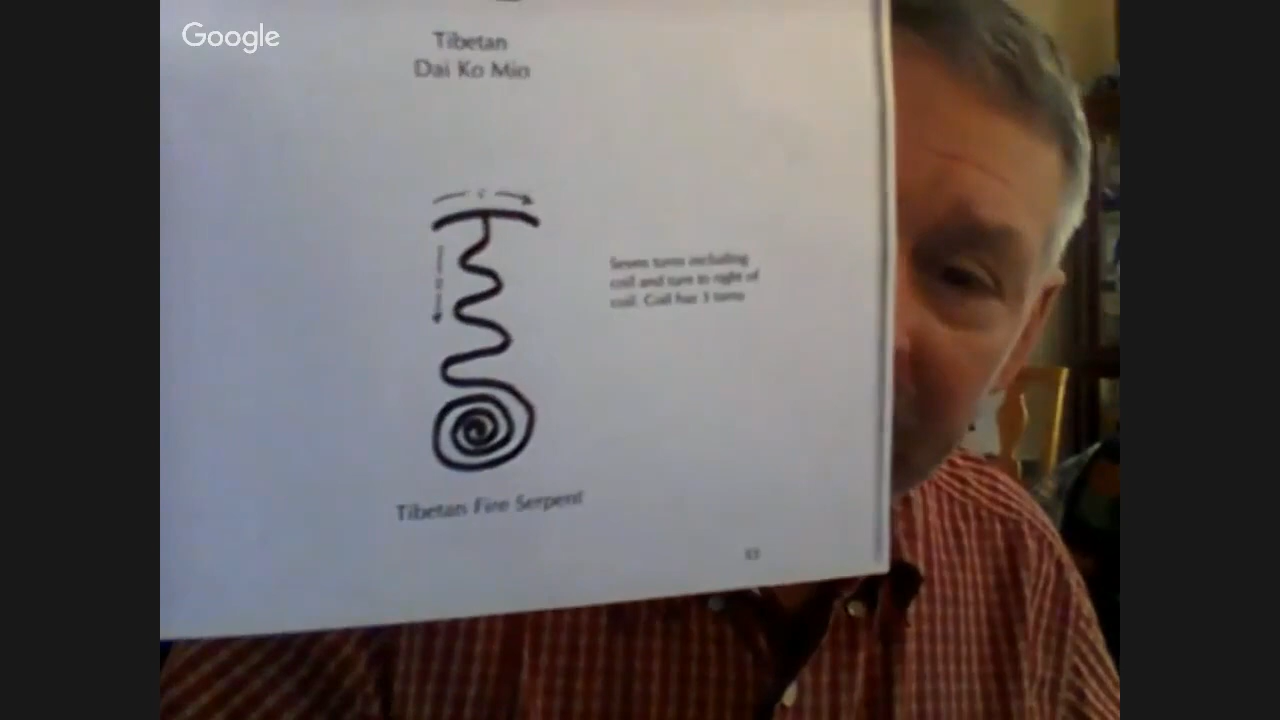 Google
Tibetan
Dai Ko Mio
Seven turns including
coil and turn to right of
coil. Coil has 3 turns
Tibetan Fire Serpent